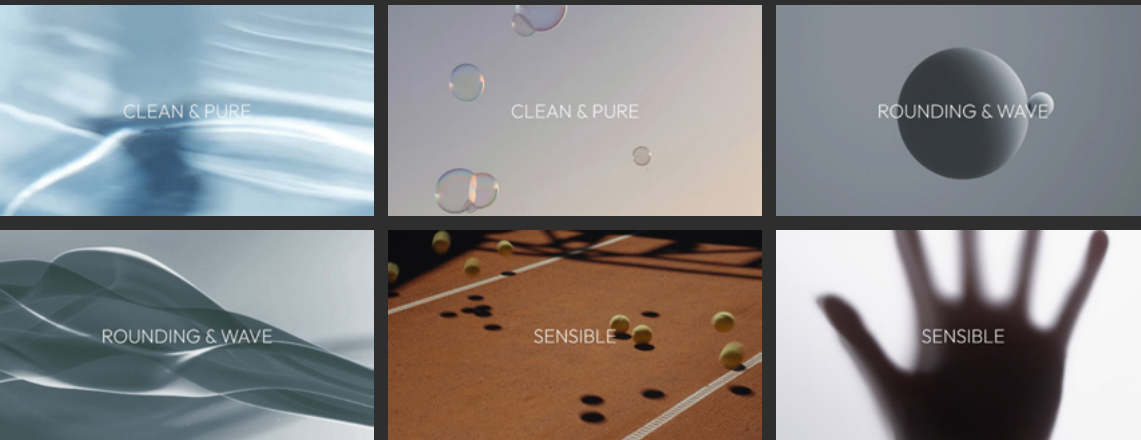 CLEAN & PURE
CLEAN & PURE
ROUNDING & WAVE
ROUNDING & WAVE
SENSIBLE
SENSIBLE